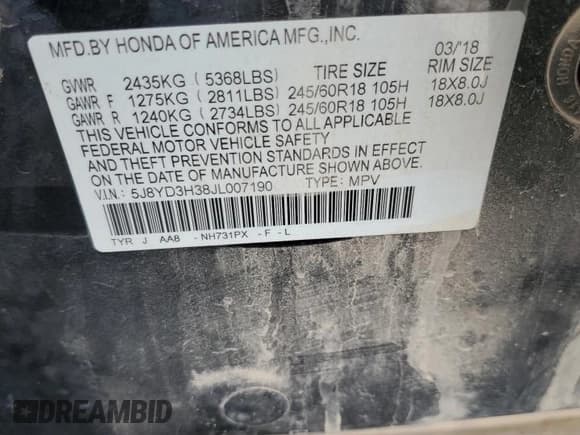 MFD.BY HONDA OF AMERICA MFG.,INC. 03/'18
GVWR 2435KG (5368LBS) TIRE SIZE RIM SIZE
GAWR F 1275KG (2811LBS) 245/60R18 105H 18X8.0J
GAWR R 1240KG (2734LBS) 245/60R18 105H 18X8.0J
THIS VEHICLE CONFORMS TO ALL APPLICABLE
FEDERAL MOTOR VEHICLE SAFETY
AND THEFT PREVENTION STANDARDS IN EFFECT
ON THE DATE OF MANUFACTURE SHOWN ABOVE.
V.I.N.: 5J8YD3H38JL007190 TYPE: MPV
TYR J AA8 -NH731PX -F -L
HONDA
DREAMBID